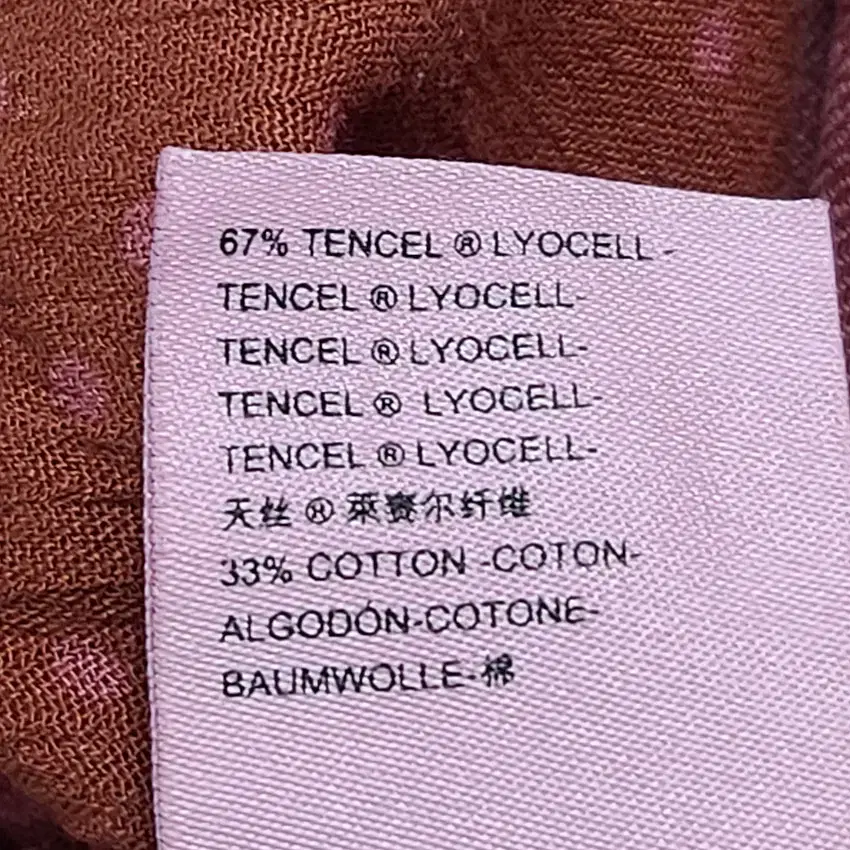 67% TENCEL ® LYOCELL -
TENCEL ® LYOCELL-
TENCEL ® LYOCELL-
TENCEL ® LYOCELL-
TENCEL ® LYOCELL-
天丝 ® 莱赛尔纤维
33% COTTON -COTON-
ALGODÓN-COTONE-
BAUMWOLLE-棉